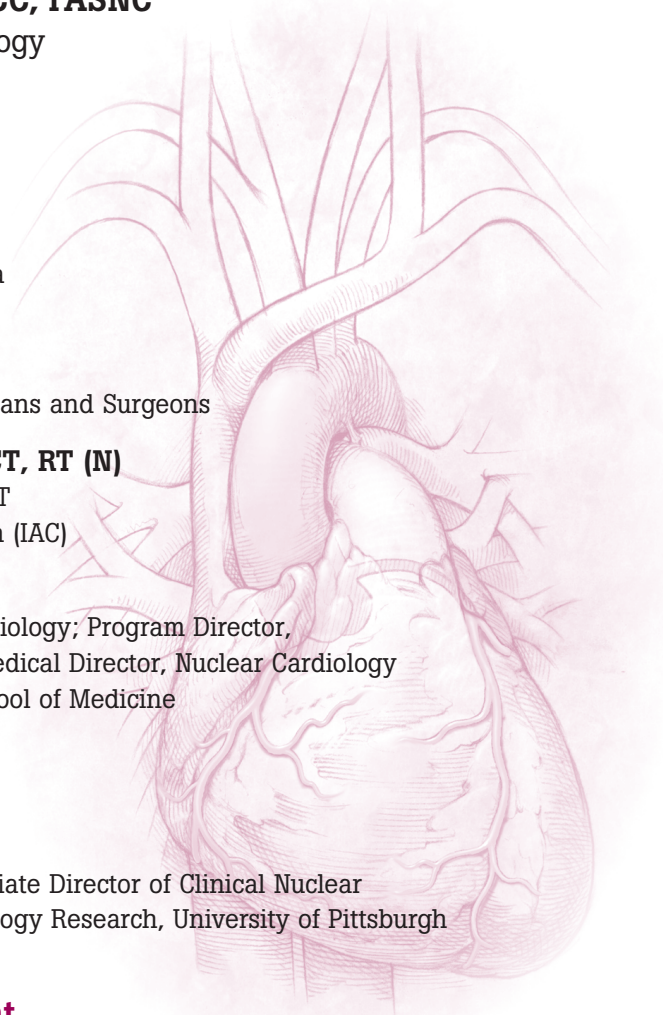 CC, FASNC
ogy
ans and Surgeons
CT, RT (N)
T
n (IAC)
iology; Program Director,
edical Director, Nuclear Cardiology
ool of Medicine
iate Director of Clinical Nuclear
ogy Research, University of Pittsburgh